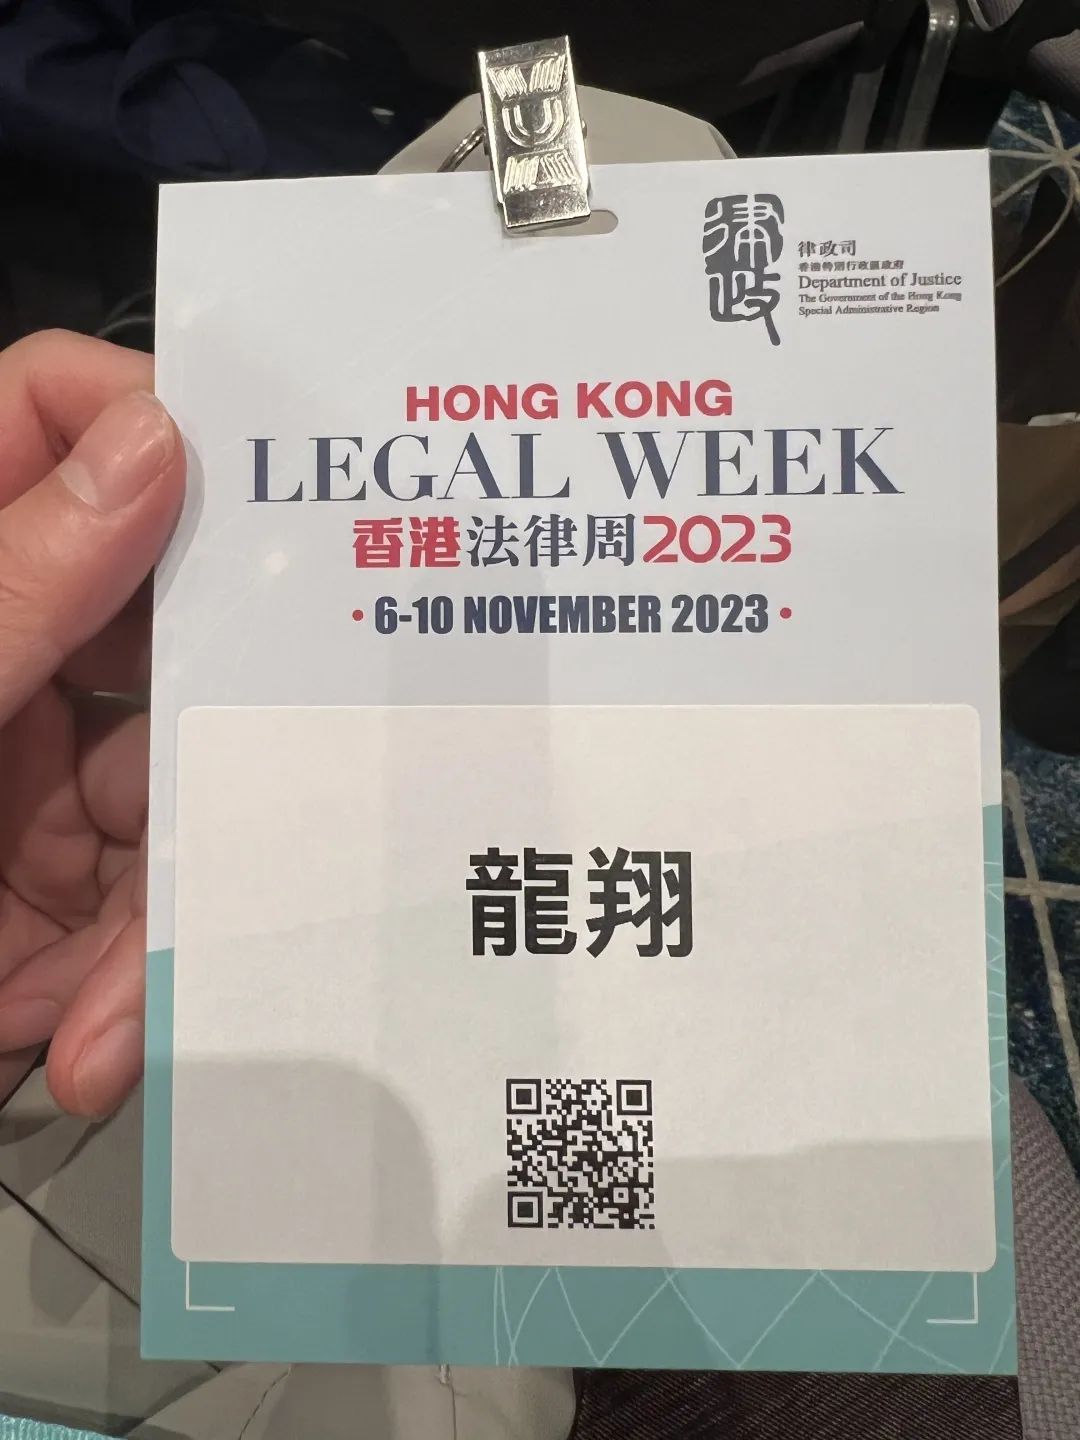 律政
律政司
香港特別行政區政府
Department of Justice
The Government of the Hong Kong
Special Administrative Region
HONG KONG
LEGAL WEEK
香港法律周2023
• 6-10 NOVEMBER 2023 •
龍翔